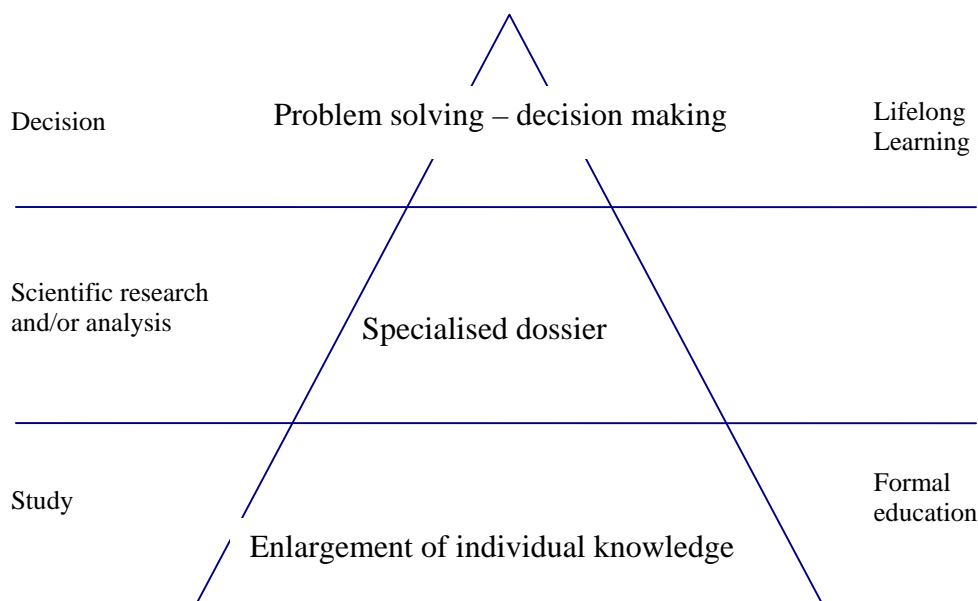 Decision
Problem solving – decision making
Lifelong
Learning
Scientific research
and/or analysis
Specialised dossier
Study
Enlargement of individual knowledge
Formal
education